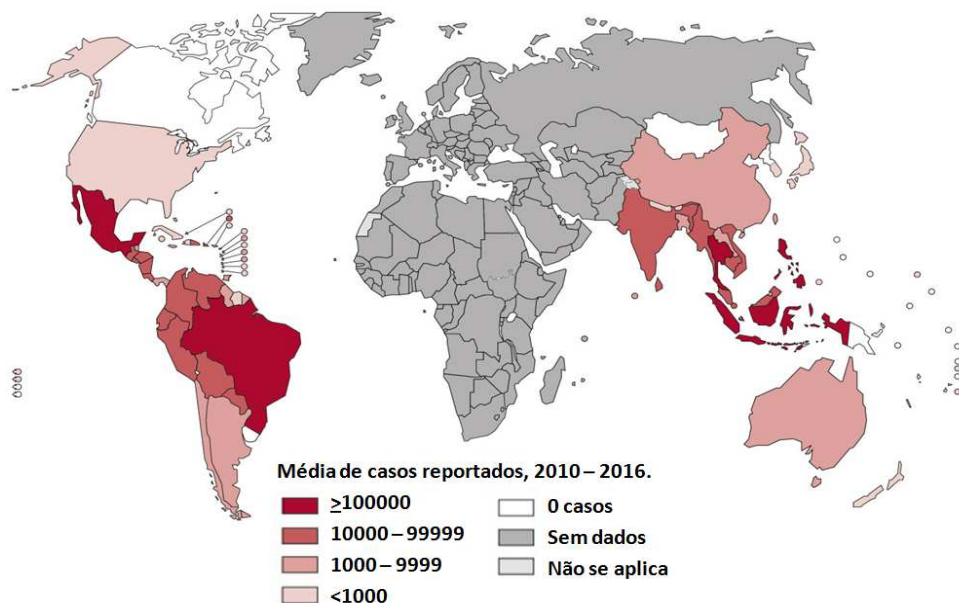 Média de casos reportados, 2010 – 2016.
≥100000
10000 – 99999
1000 – 9999
<1000
0 casos
Sem dados
Não se aplica